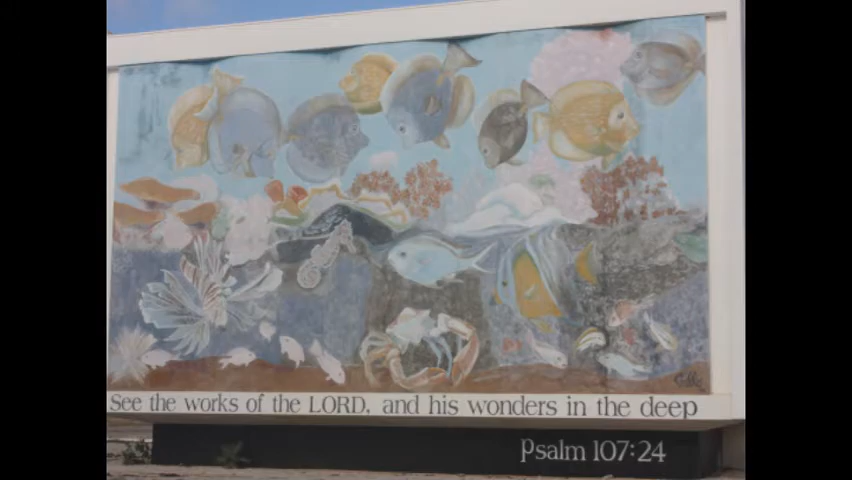 See the works of the LORD, and his wonders in the deep
Psalm 107:24